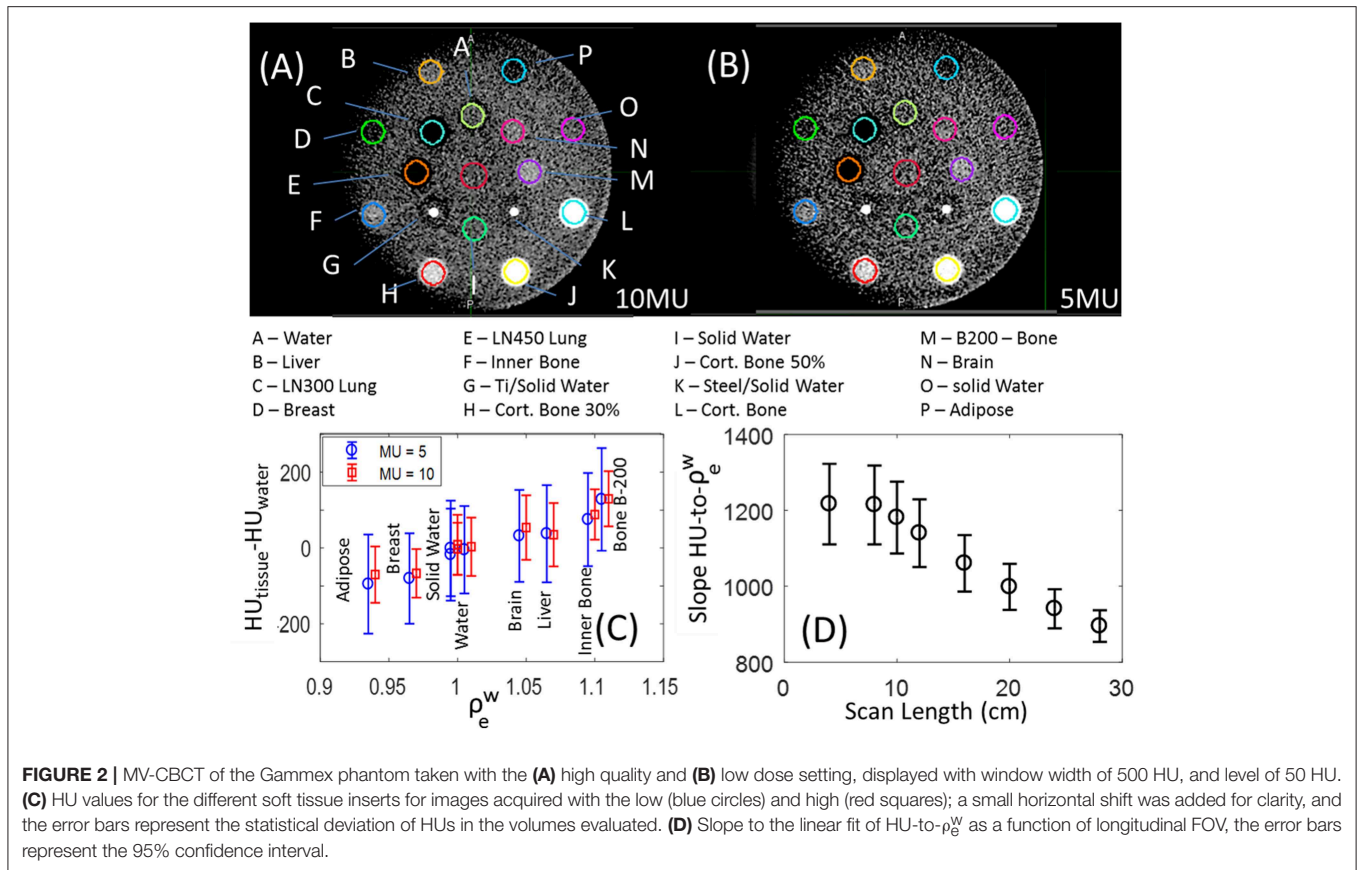 (A)
A
B
C
D
E
F
G
H
I
J
K
L
M
N
O
P
A
P
10MU
(B)
A
P
5MU
A – Water
B – Liver
C – LN300 Lung
D – Breast
E – LN450 Lung
F – Inner Bone
G – Ti/Solid Water
H – Cort. Bone 30%
I – Solid Water
J – Cort. Bone 50%
K – Steel/Solid Water
L – Cort. Bone
M – B200 – Bone
N – Brain
O – solid Water
P – Adipose
HU_tissue-HU_water
200
0
200
MU = 5
MU = 10
Adipose
Breast
Solid Water
Water
Brain
Liver
Inner Bone
Bone B-200
(C)
0.9 0.95 1 1.05 1.1 1.15
ρ_e^w
Slope HU-to-ρ_e^w
1400
1200
1000
800
(D)
0 10 20 30
Scan Length (cm)
FIGURE 2 | MV-CBCT of the Gammex phantom taken with the (A) high quality and (B) low dose setting, displayed with window width of 500 HU, and level of 50 HU.
(C) HU values for the different soft tissue inserts for images acquired with the low (blue circles) and high (red squares); a small horizontal shift was added for clarity, and
the error bars represent the statistical deviation of HUs in the volumes evaluated. (D) Slope to the linear fit of HU-to-ρ_e^w as a function of longitudinal FOV, the error bars
represent the 95% confidence interval.